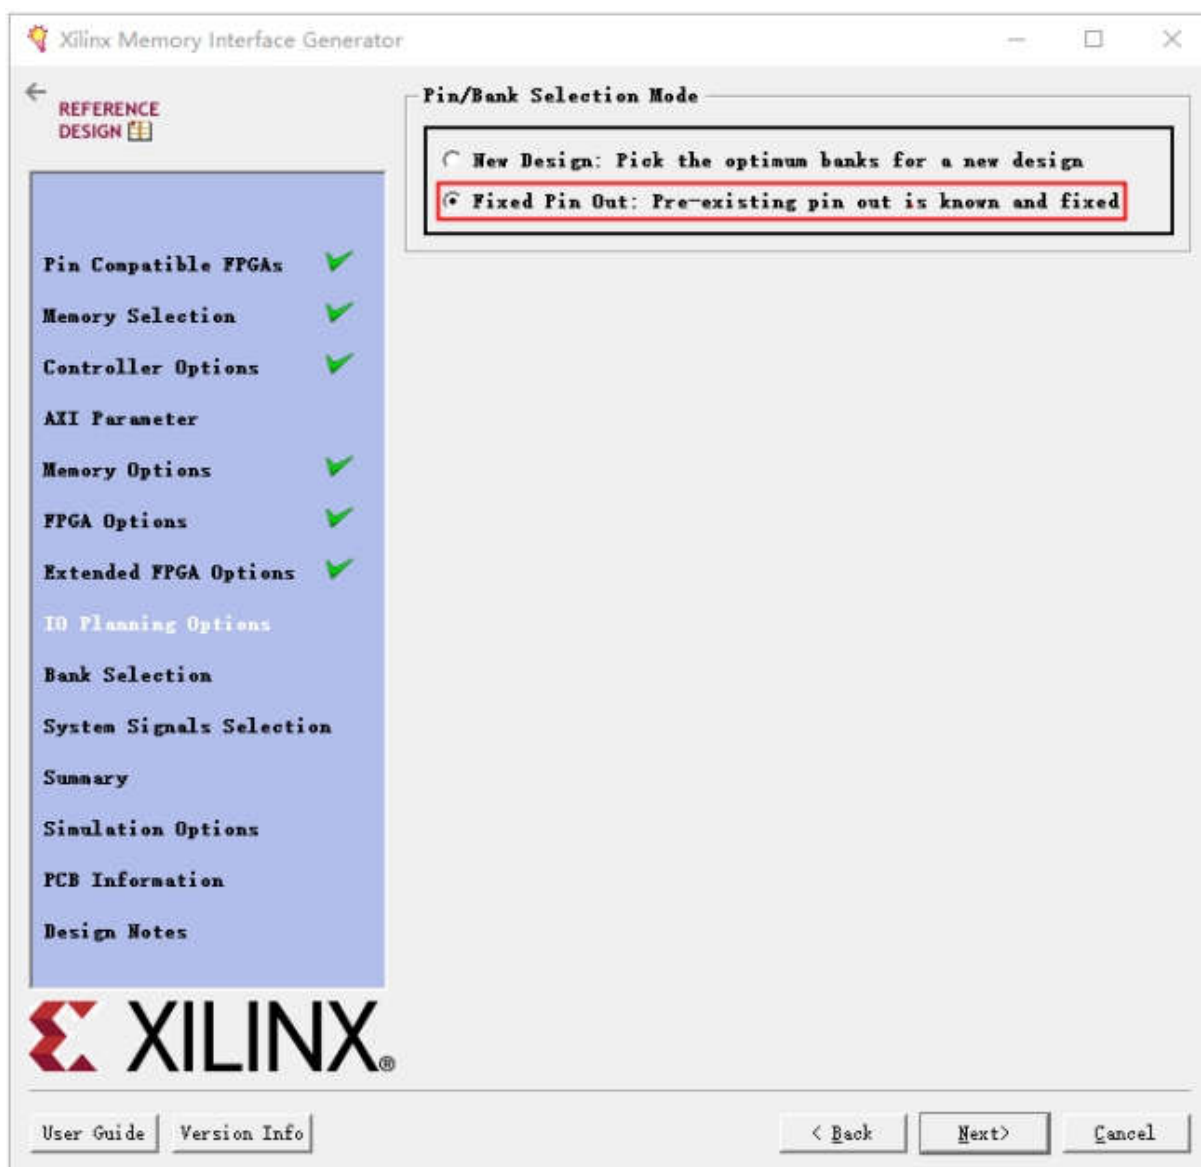 Xilinx Memory Interface Generator
REFERENCE
DESIGN
Pin/Bank Selection Mode
New Design: Pick the optimum banks for a new design
Fixed Pin Out: Pre-existing pin out is known and fixed
Pin Compatible FPGAs
Memory Selection
Controller Options
AXI Parameter
Memory Options
FPGA Options
Extended FPGA Options
IO Planning Options
Bank Selection
System Signals Selection
Summary
Simulation Options
PCB Information
Design Notes
XILINX®
User Guide
Version Info
< Back
Next>
Cancel